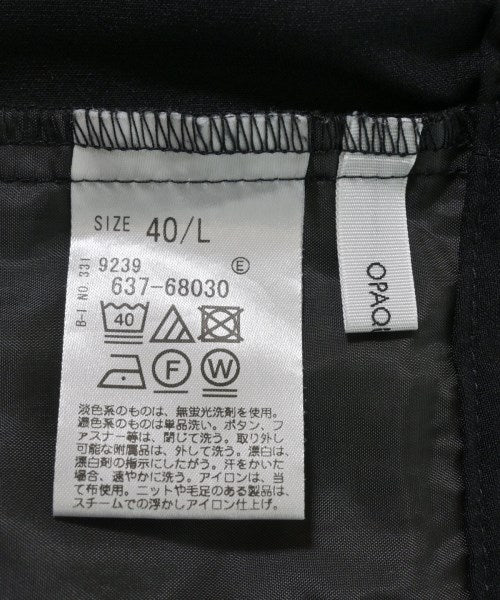 SIZE 40/L
B-I NO. 331
9239 E
637-68030
40
F W
淡色系のものは、無蛍光洗剤を使用。
濃色系のものは単品洗い。ボタン、フ
ァスナー等は、閉じて洗う。取り外し
可能な附属品は、外して洗う。漂白は、
漂白剤の指示にしたがう。汗をかいた
場合、速やかに洗う。アイロンは、当
て布使用。ニットや毛足のある製品は、
スチームでの浮かしアイロン仕上げ。
OPAQU